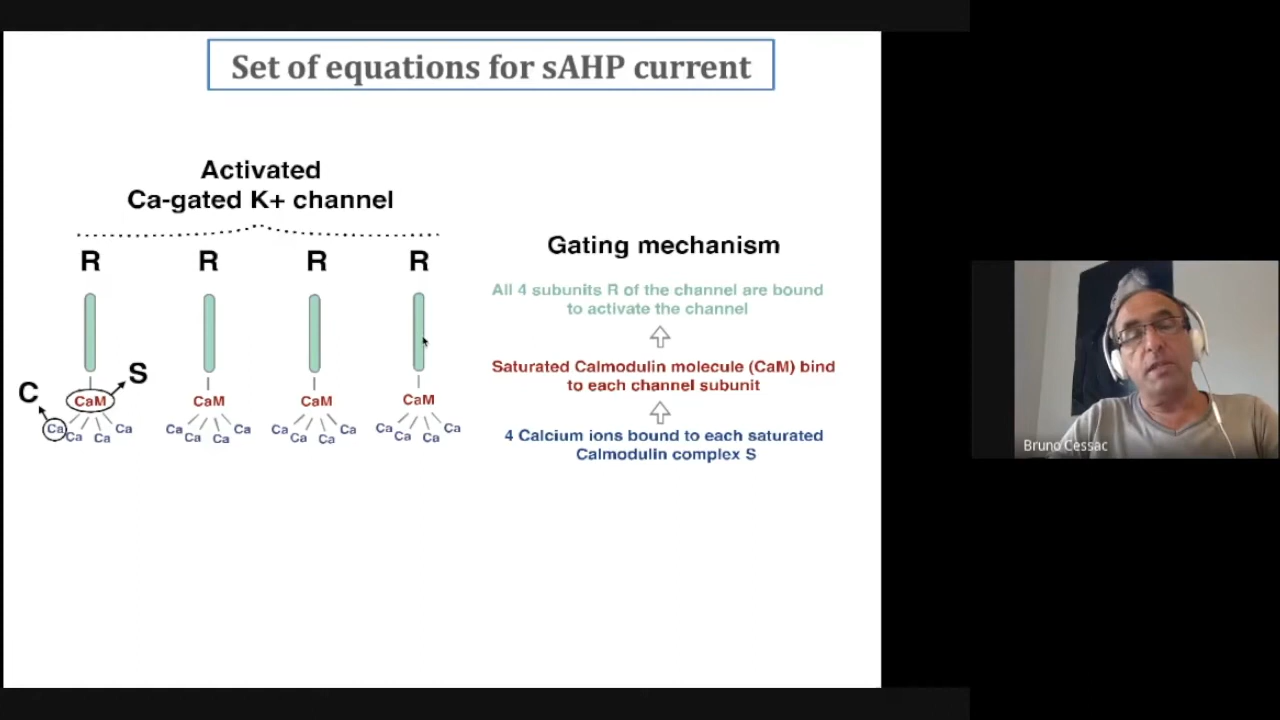 Set of equations for sAHP current
Activated
Ca-gated K+ channel
R R R R
Gating mechanism
All 4 subunits R of the channel are bound
to activate the channel
Saturated Calmodulin molecule (CaM) bind
to each channel subunit
4 Calcium ions bound to each saturated
Calmodulin complex S
C S
CaM CaM CaM CaM
Ca Ca Ca Ca Ca Ca Ca Ca Ca Ca Ca Ca Ca Ca Ca Ca
Bruno Cessac